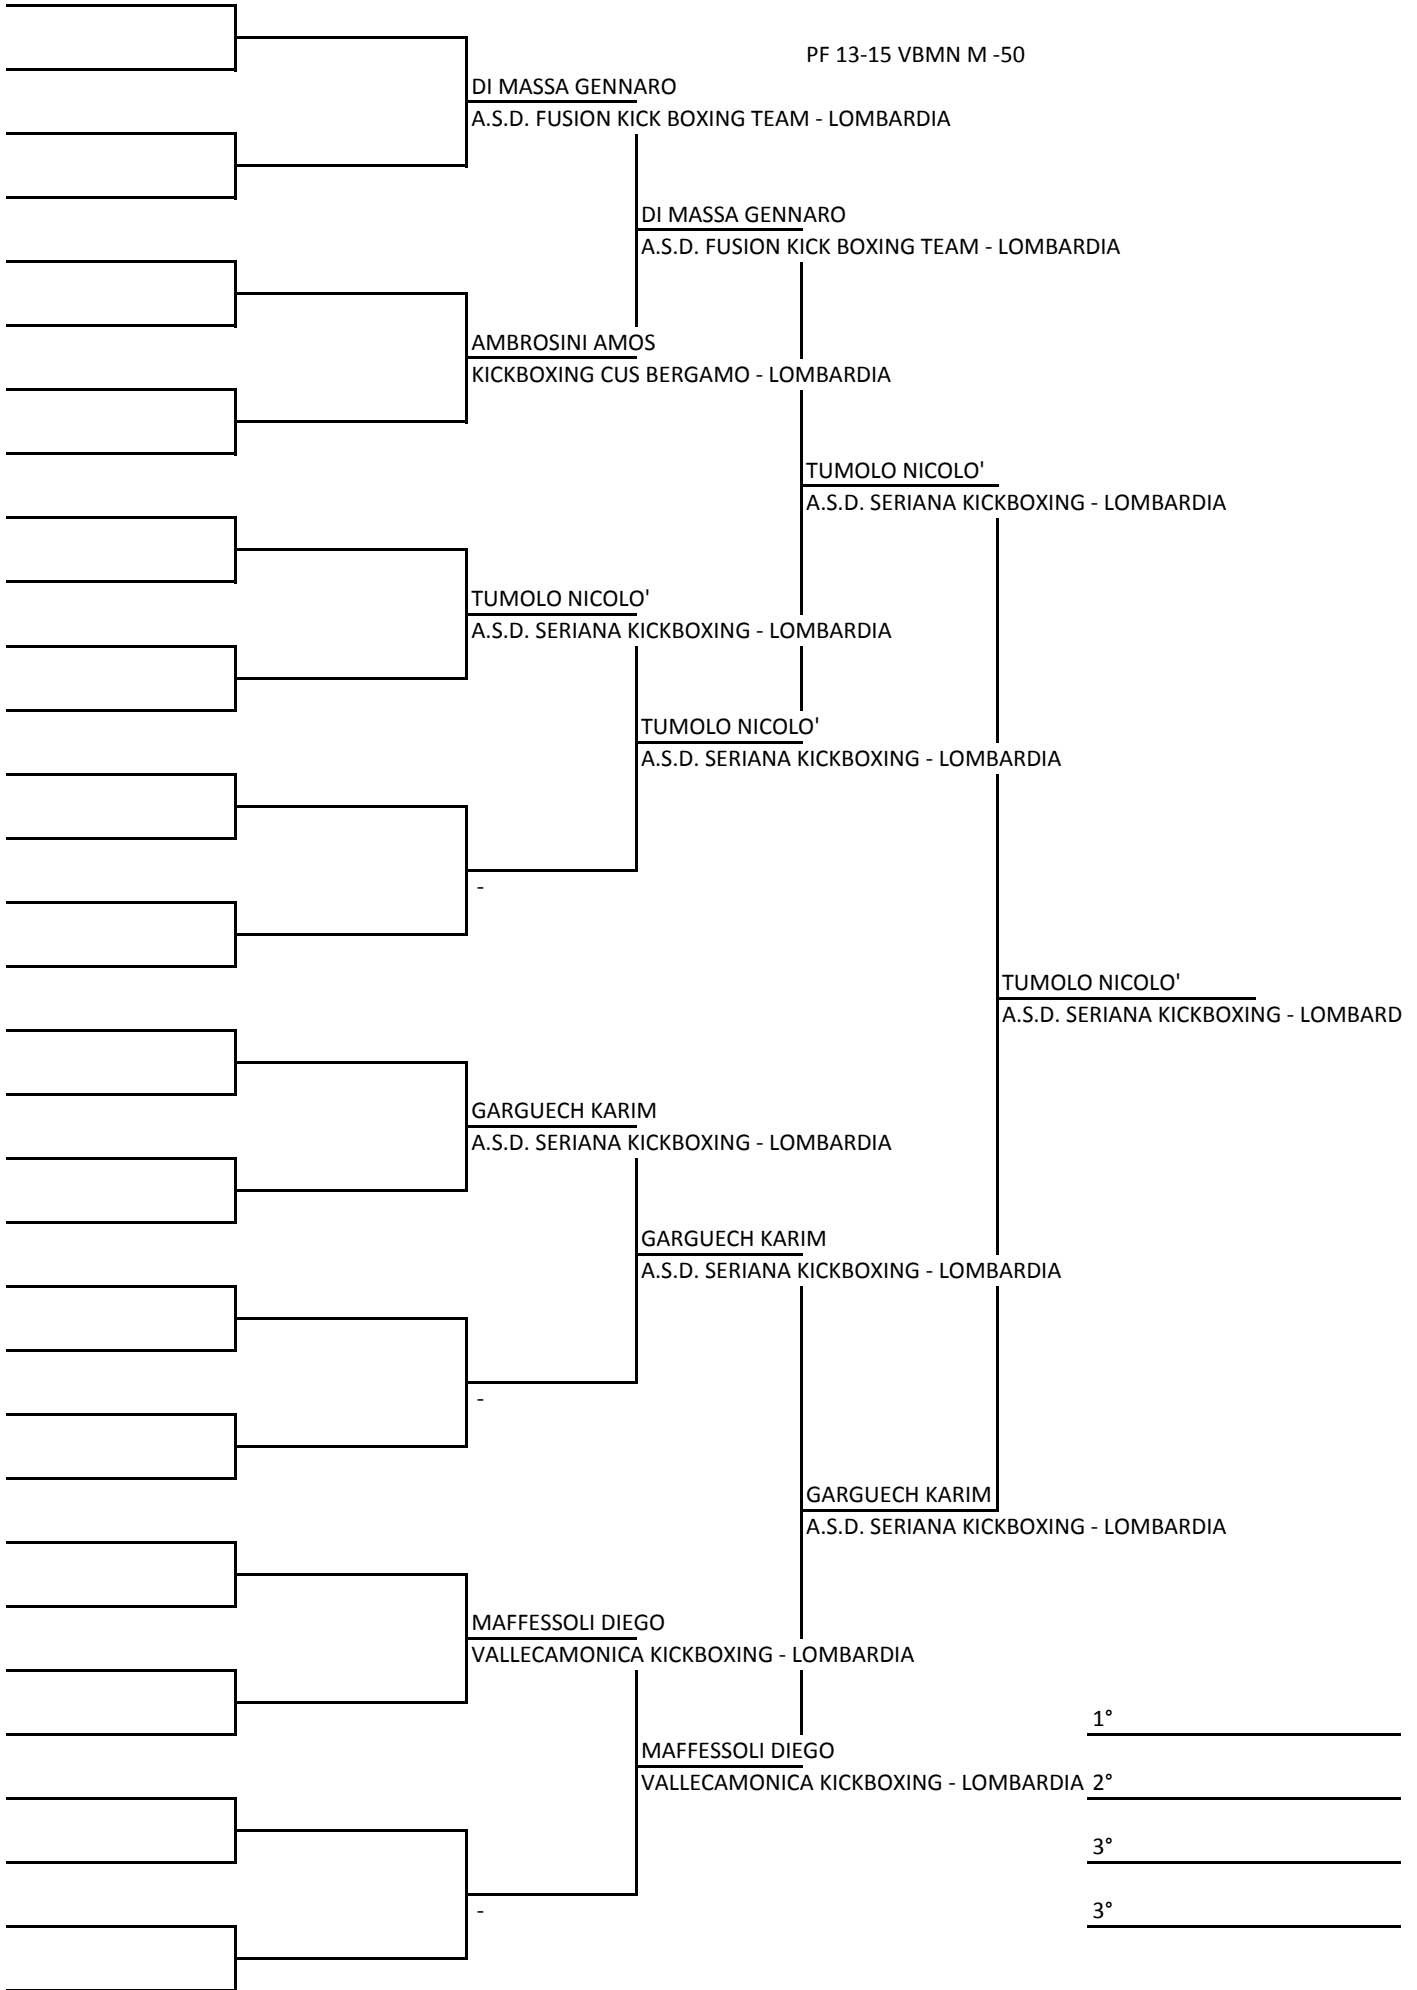 PF 13-15 VBMN M -50
DI MASSA GENNARO
A.S.D. FUSION KICK BOXING TEAM - LOMBARDIA
DI MASSA GENNARO
A.S.D. FUSION KICK BOXING TEAM - LOMBARDIA
AMBROSINI AMOS
KICKBOXING CUS BERGAMO - LOMBARDIA
TUMOLO NICOLO'
A.S.D. SERIANA KICKBOXING - LOMBARDIA
TUMOLO NICOLO'
A.S.D. SERIANA KICKBOXING - LOMBARDIA
TUMOLO NICOLO'
A.S.D. SERIANA KICKBOXING - LOMBARDIA
-
TUMOLO NICOLO'
A.S.D. SERIANA KICKBOXING - LOMBARD
GARGUECH KARIM
A.S.D. SERIANA KICKBOXING - LOMBARDIA
GARGUECH KARIM
A.S.D. SERIANA KICKBOXING - LOMBARDIA
-
GARGUECH KARIM
A.S.D. SERIANA KICKBOXING - LOMBARDIA
MAFFESSOLI DIEGO
VALLECAMONICA KICKBOXING - LOMBARDIA
1°
MAFFESSOLI DIEGO
VALLECAMONICA KICKBOXING - LOMBARDIA 2°
3°
-
3°